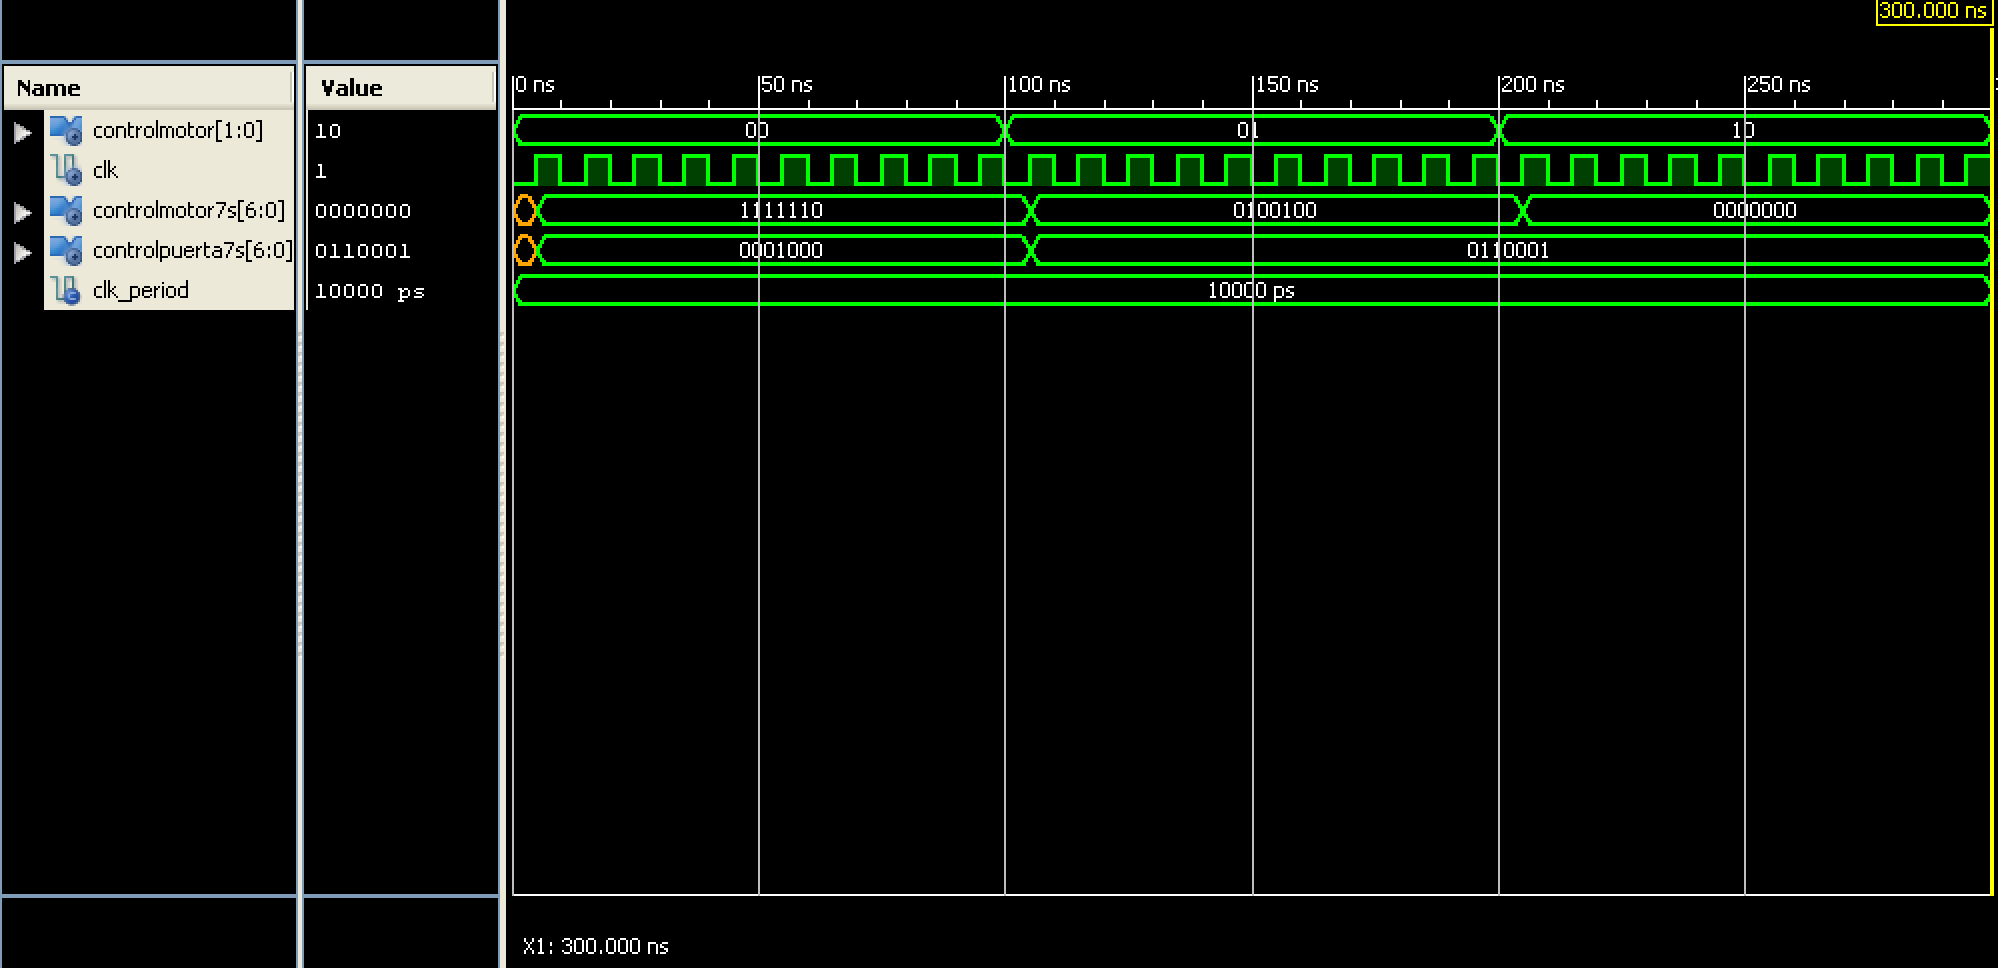 300.000 ns
Name Value
0 ns 50 ns 100 ns 150 ns 200 ns 250 ns
controlmotor[1:0] 10 00 01 10
clk 1
controlmotor7s[6:0] 0000000 1111110 0100100 0000000
controlpuerta7s[6:0] 0110001 0001000 0110001
clk_period 10000 ps 10000 ps
X1: 300.000 ns